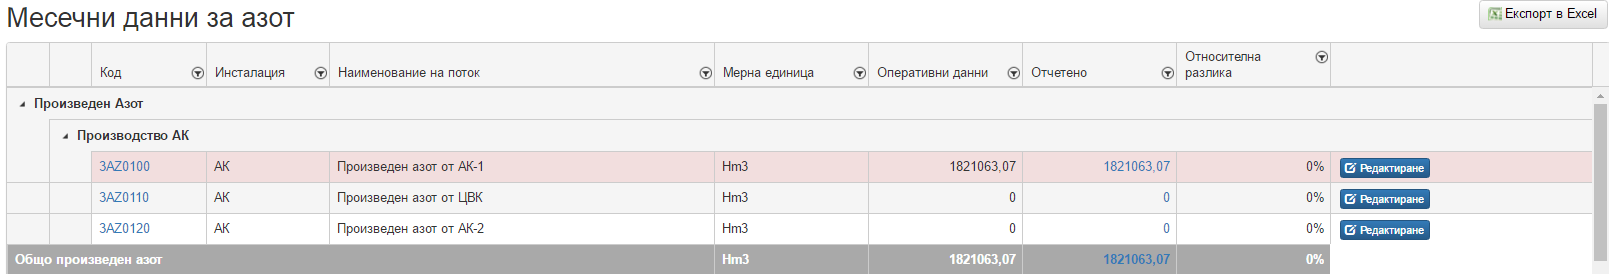 Месечни данни за азот
Експорт в Excel
Код Инсталация Наименование на поток Мерна единица Оперативни данни Отчетено Относителна
разлика
Произведен Азот
Производство АК
3AZ0100 АК Произведен азот от АК-1 Нm3 1821063,07 1821063,07 0% Редактиране
3AZ0110 АК Произведен азот от ЦВК Нm3 0 0 0% Редактиране
3AZ0120 АК Произведен азот от АК-2 Нm3 0 0 0% Редактиране
Общо произведен азот Нm3 1821063,07 1821063,07 0%